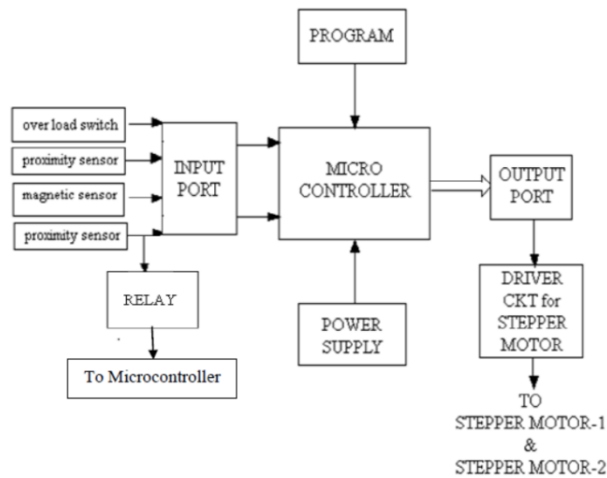 PROGRAM
over load switch
proximity sensor
magnetic sensor
proximity sensor
INPUT
PORT
MICRO
CONTROLLER
OUTPUT
PORT
RELAY
To Microcontroller
POWER
SUPPLY
DRIVER
CKT for
STEPPER
MOTOR
TO
STEPPER MOTOR-1
&
STEPPER MOTOR-2